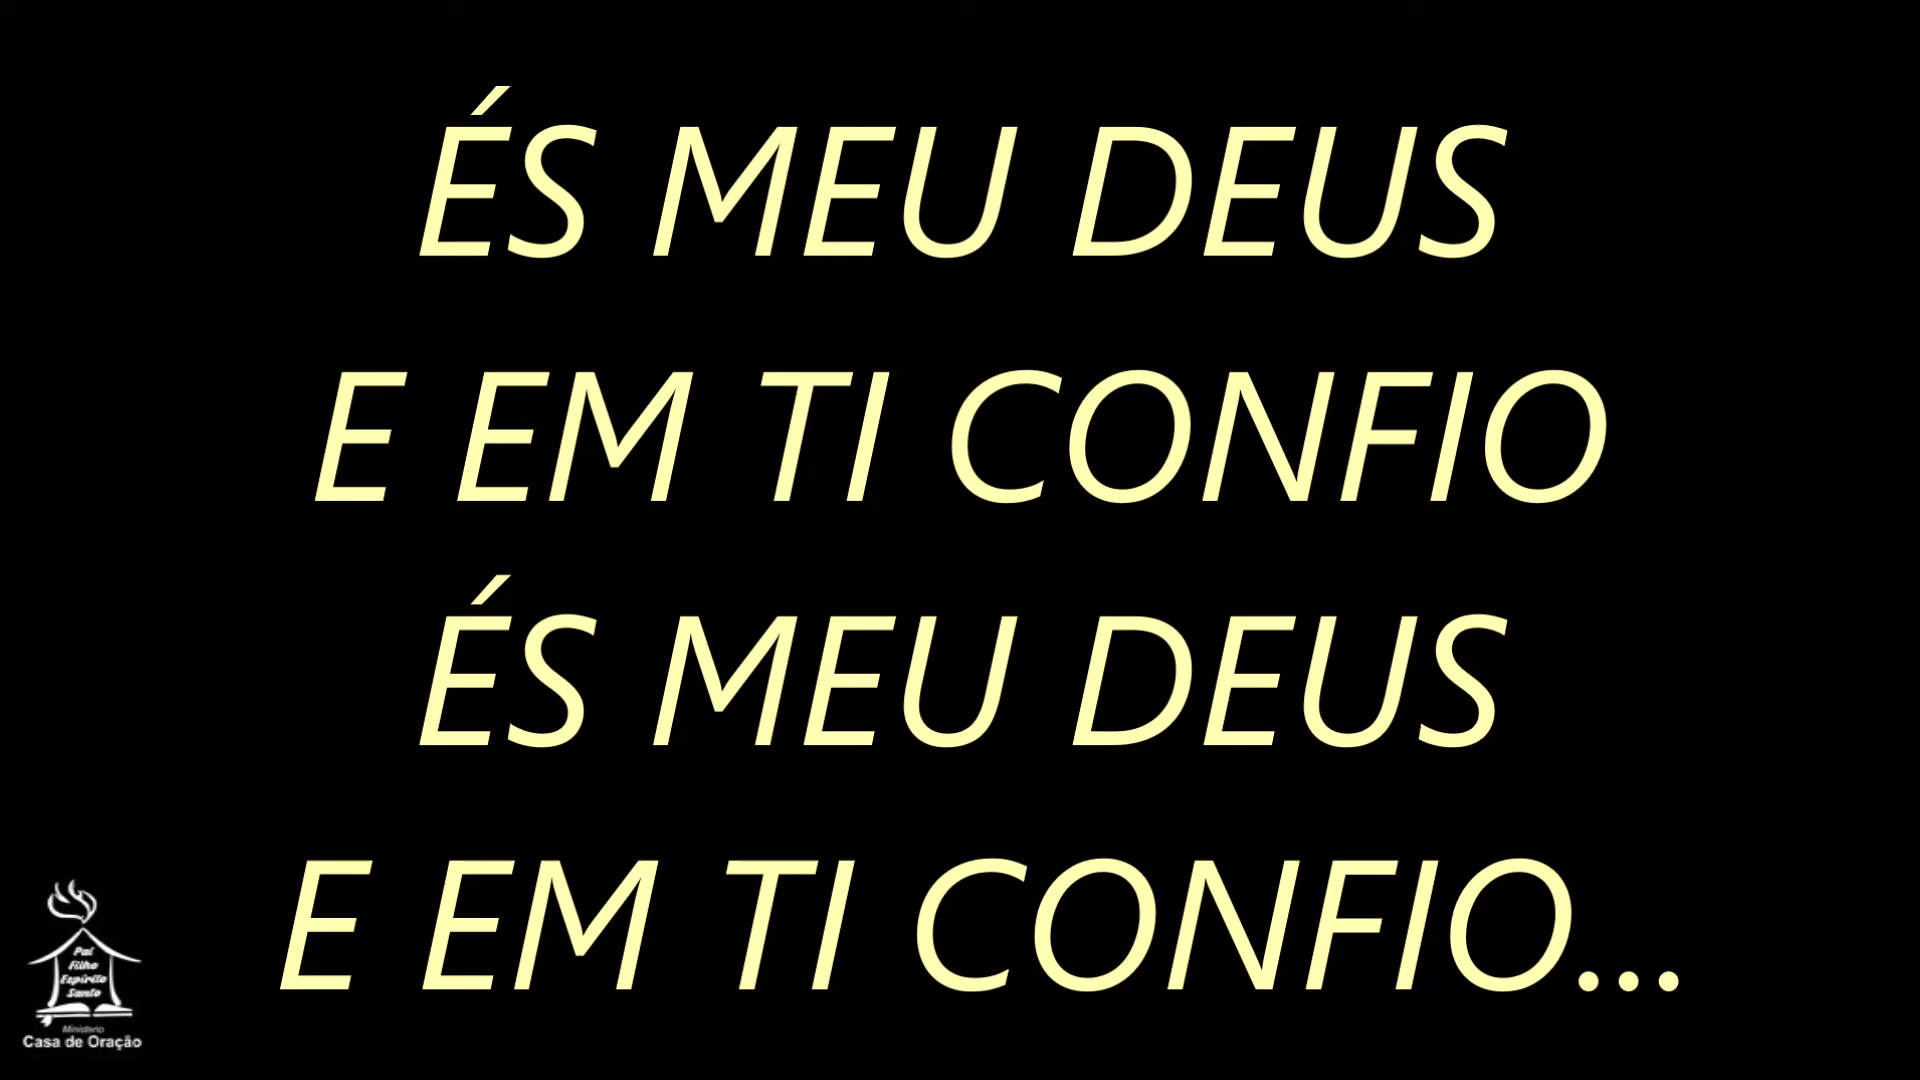 ÉS MEU DEUS
E EM TI CONFIO
ÉS MEU DEUS
E EM TI CONFIO...
Pai
Filho
Espírito
Santo
Ministerio
Casa de Oração